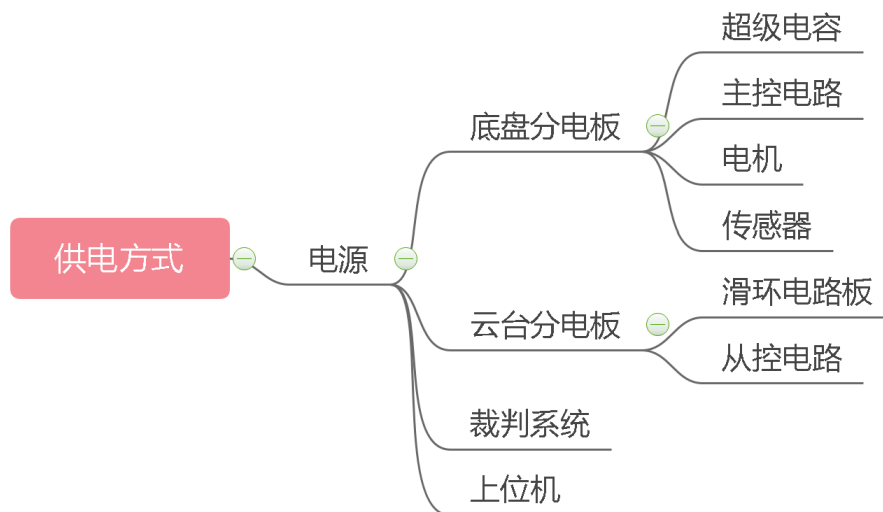 供电方式
电源
底盘分电板
超级电容
主控电路
电机
传感器
云台分电板
滑环电路板
从控电路
裁判系统
上位机